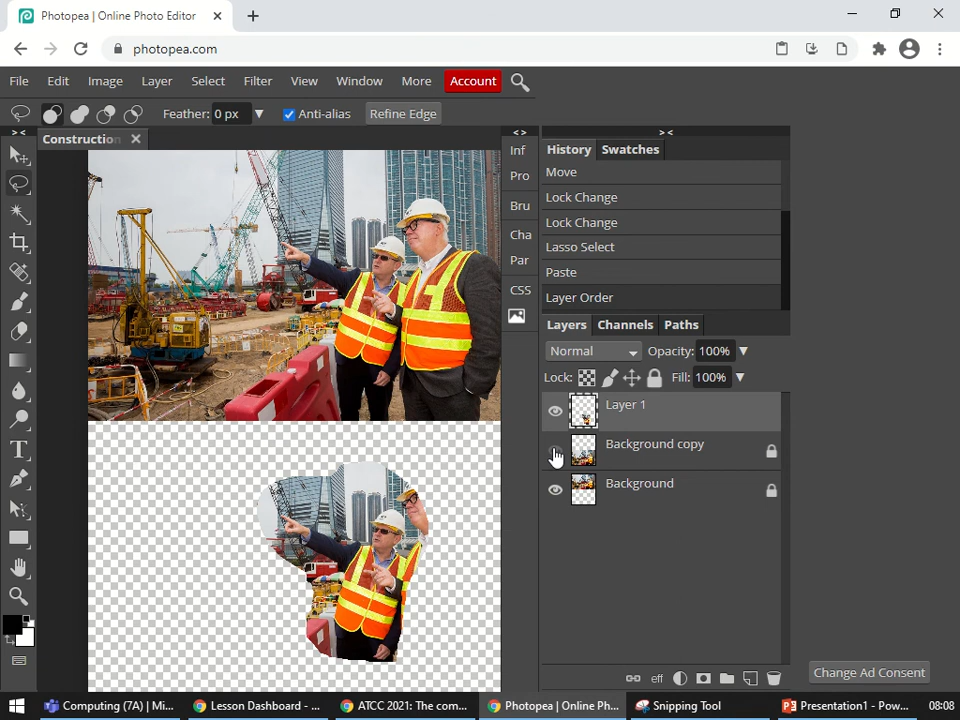 Photopea | Online Photo Editor
photopea.com
File Edit Image Layer Select Filter View Window More Account
Feather: 0 px Anti-alias Refine Edge
> < Construction < > > <
Inf History Swatches
Pro Move
Lock Change
Bru Lock Change
Cha Lasso Select
Par Paste
CSS Layer Order
Layers Channels Paths
Normal Opacity: 100%
Lock: Fill: 100%
Layer 1
Background copy
Background
eff
Change Ad Consent
Computing (7A) | Mi... Lesson Dashboard - ... ATCC 2021: The com... Photopea | Online Ph... Snipping Tool Presentation1 - Pow... 08:08